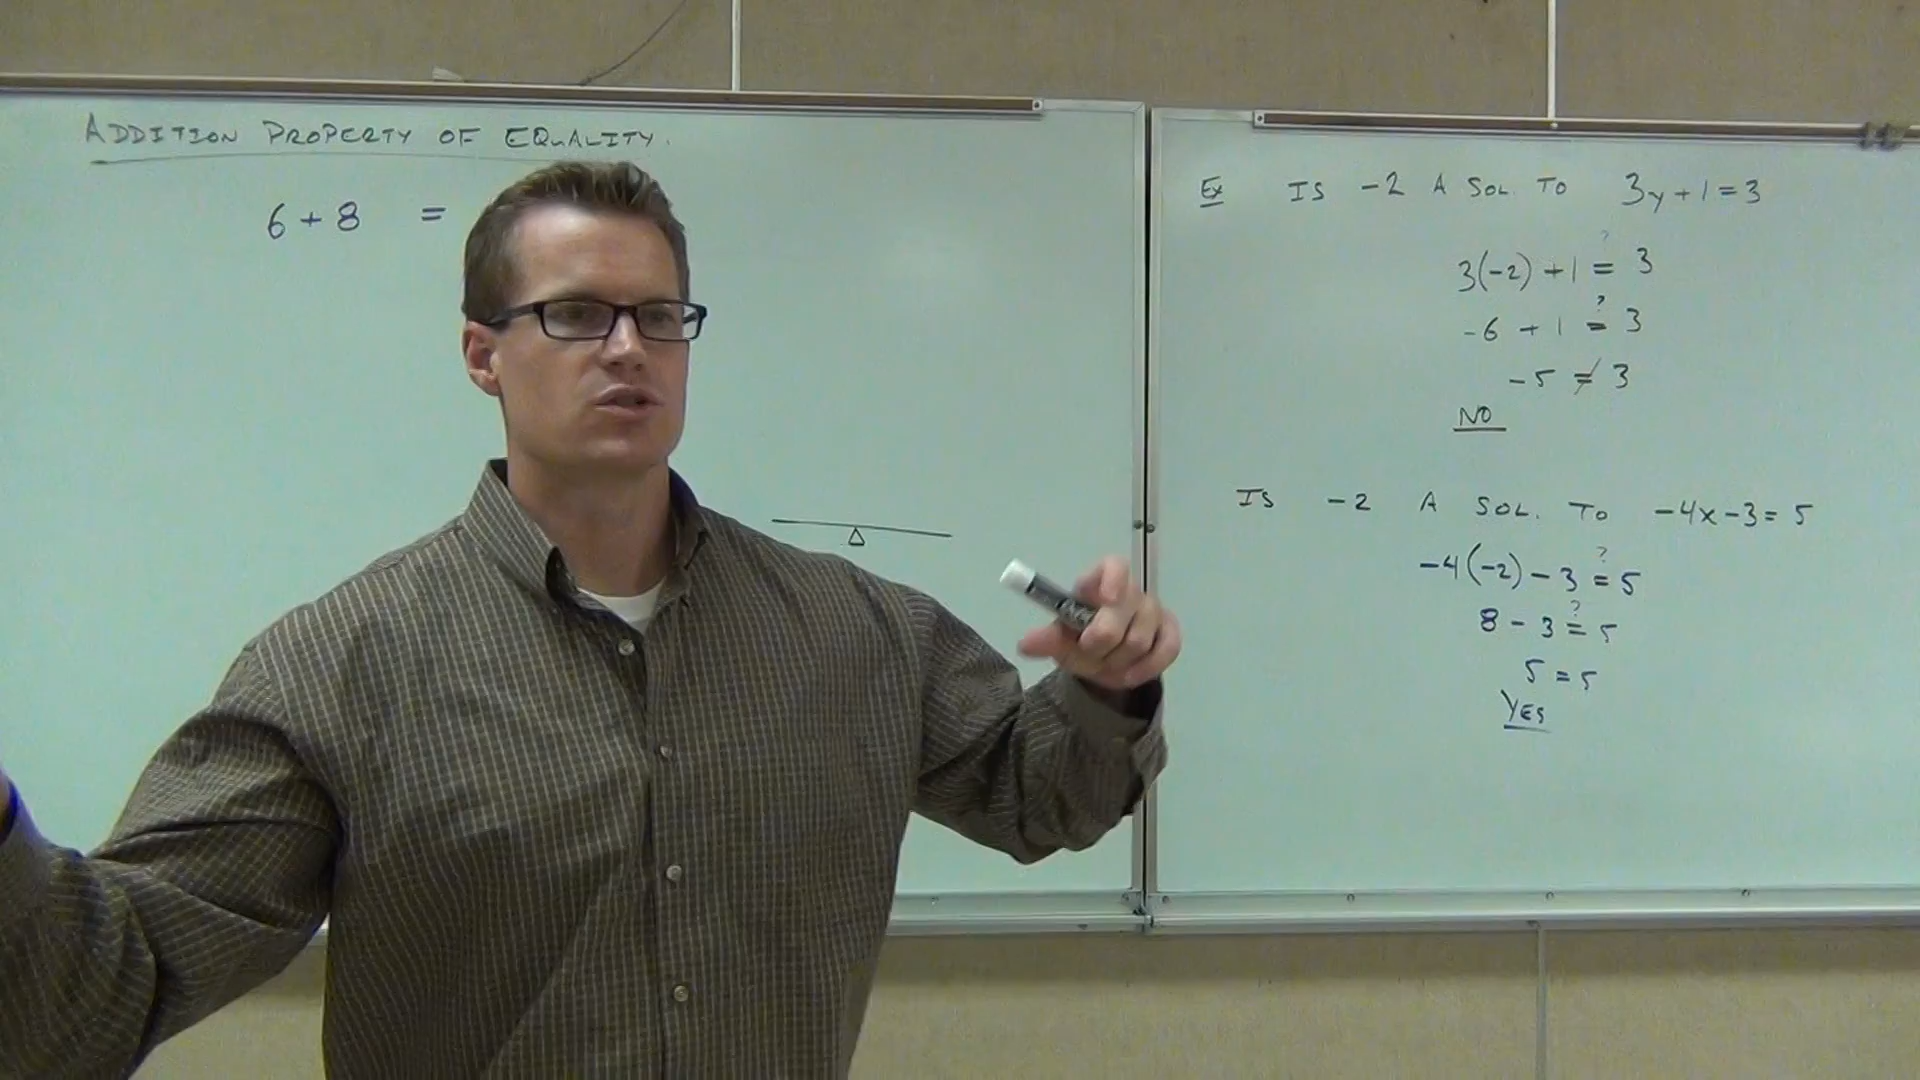 ADDITION PROPERTY OF EQUALITY.
6 + 8 =
Ex IS -2 A SOL. TO 3y + 1 = 3
3(-2) + 1 ?= 3
-6 + 1 ?= 3
-5 ≠ 3
NO
IS -2 A SOL. TO -4x - 3 = 5
-4(-2) - 3 ?= 5
8 - 3 ?= 5
5 = 5
YES